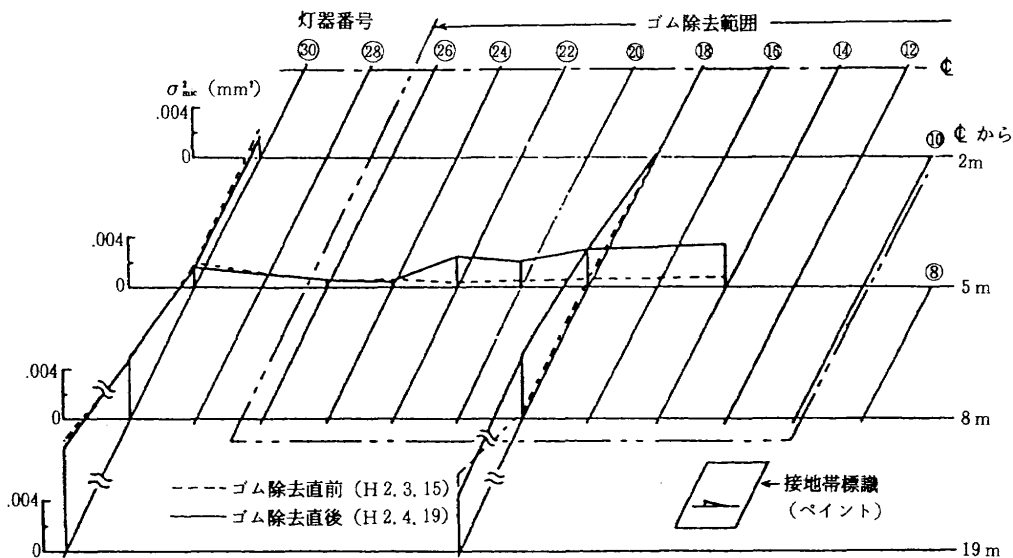 灯器番号
ゴム除去範囲
㉚ ㉘ ㉖ ㉔ ㉒ ⑳ ⑱ ⑯ ⑭ ⑫ ℄
(mm²)
.004
0
⑩ ℄ から
2m
.004
0
⑧
5 m
.004
0
8 m
ゴム除去直前 (H2.3.15)
ゴム除去直後 (H2.4.19)
接地帯標識
(ペイント)
.004
0
19 m